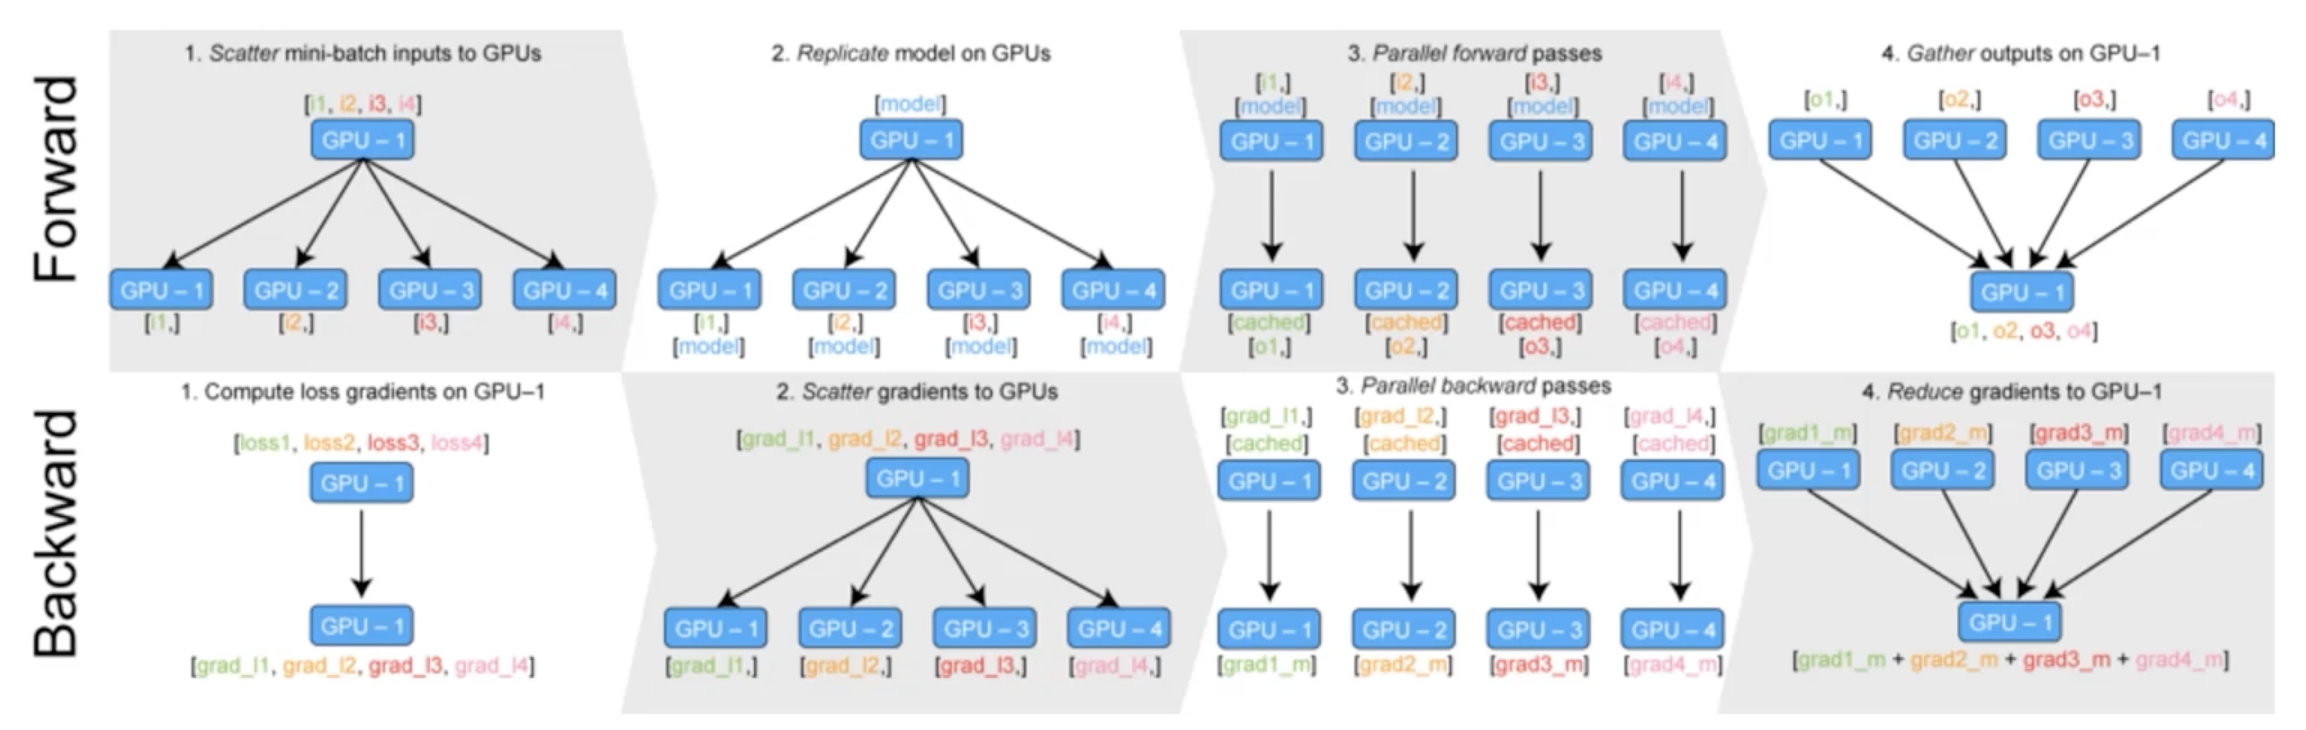 Forward
1. Scatter mini-batch inputs to GPUs
[i1, i2, i3, i4]
GPU – 1
GPU – 1 GPU – 2 GPU – 3 GPU – 4
[i1,] [i2,] [i3,] [i4,]
2. Replicate model on GPUs
[model]
GPU – 1
GPU – 1 GPU – 2 GPU – 3 GPU – 4
[i1,] [i2,] [i3,] [i4,]
[model] [model] [model] [model]
3. Parallel forward passes
[i1,] [i2,] [i3,] [i4,]
[model] [model] [model] [model]
GPU – 1 GPU – 2 GPU – 3 GPU – 4
GPU – 1 GPU – 2 GPU – 3 GPU – 4
[cached] [cached] [cached] [cached]
[o1,] [o2,] [o3,] [o4,]
4. Gather outputs on GPU–1
[o1,] [o2,] [o3,] [o4,]
GPU – 1 GPU – 2 GPU – 3 GPU – 4
GPU – 1
[o1, o2, o3, o4]
Backward
1. Compute loss gradients on GPU–1
[loss1, loss2, loss3, loss4]
GPU – 1
GPU – 1
[grad_l1, grad_l2, grad_l3, grad_l4]
2. Scatter gradients to GPUs
[grad_l1, grad_l2, grad_l3, grad_l4]
GPU – 1
GPU – 1 GPU – 2 GPU – 3 GPU – 4
[grad_l1,] [grad_l2,] [grad_l3,] [grad_l4,]
3. Parallel backward passes
[grad_l1,] [grad_l2,] [grad_l3,] [grad_l4,]
[cached] [cached] [cached] [cached]
GPU – 1 GPU – 2 GPU – 3 GPU – 4
GPU – 1 GPU – 2 GPU – 3 GPU – 4
[grad1_m] [grad2_m] [grad3_m] [grad4_m]
4. Reduce gradients to GPU–1
[grad1_m] [grad2_m] [grad3_m] [grad4_m]
GPU – 1 GPU – 2 GPU – 3 GPU – 4
GPU – 1
[grad1_m + grad2_m + grad3_m + grad4_m]